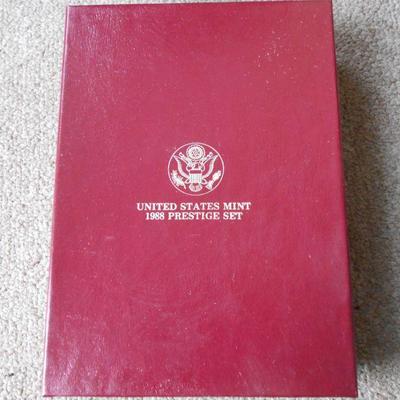 UNITED STATES MINT
1988 PRESTIGE SET